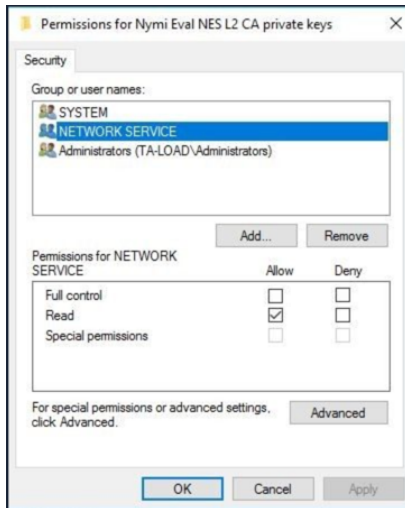 Permissions for Nymi Eval NES L2 CA private keys
Security
Group or user names:
SYSTEM
NETWORK SERVICE
Administrators (TA-LOAD\Administrators)
Add...
Remove
Permissions for NETWORK
SERVICE
Allow
Deny
Full control
Read
Special permissions
For special permissions or advanced settings,
click Advanced.
Advanced
OK
Cancel
Apply